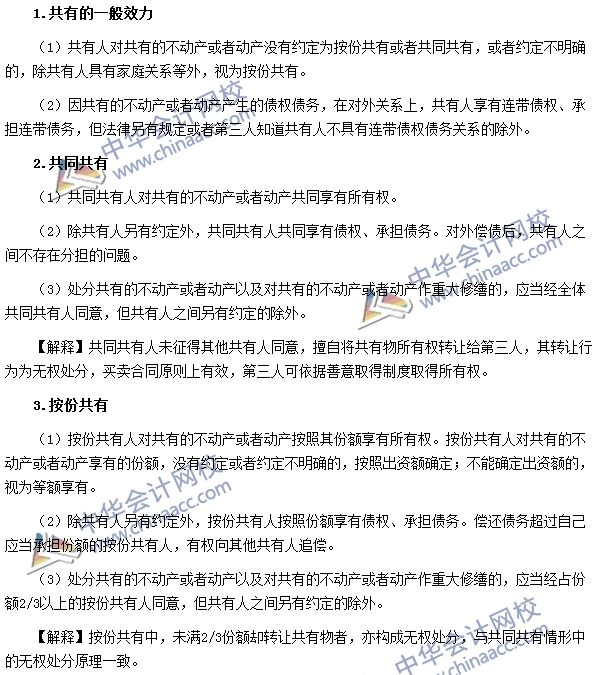 1.共有的一般效力
（1）共有人对共有的不动产或者动产没有约定为按份共有或者共同共有，或者约定不明确
的，除共有人具有家庭关系等外，视为按份共有。
（2）因共有的不动产或者动产产生的债权债务，在对外关系上，共有人享有连带债权、承
担连带债务，但法律另有规定或者第三人知道共有人不具有连带债权债务关系的除外。
中华会计网校
www.chinaacc.com
2.共同共有
（1）共同共有人对共有的不动产或者动产共同享有所有权。
（2）除共有人另有约定外，共同共有人共同享有债权、承担债务。对外偿债后，共有人之
间不存在分担的问题。
（3）处分共有的不动产或者动产以及对共有的不动产或者动产作重大修缮的，应当经全体
共同共有人同意，但共有人之间另有约定的除外。
中华会计网校
www.chinaacc.com
【解释】共同共有人未征得其他共有人同意，擅自将共有物所有权转让给第三人，其转让行
为为无权处分，买卖合同原则上有效，第三人可依据善意取得制度取得所有权。
3.按份共有
（1）按份共有人对共有的不动产或者动产按照其份额享有所有权。按份共有人对共有的不
动产或者动产享有的份额，没有约定或者约定不明确的，按照出资额确定；不能确定出资额的，
视为等额享有。
中华会计网校
www.chinaacc.com
（2）除共有人另有约定外，按份共有人按照份额享有债权、承担债务。偿还债务超过自己
应当承担份额的按份共有人，有权向其他共有人追偿。
（3）处分共有的不动产或者动产以及对共有的不动产或者动产作重大修缮的，应当经占份
额2/3以上的按份共有人同意，但共有人之间另有约定的除外。
【解释】按份共有中，未满2/3份额却转让共有物者，亦构成无权处分，与共同共有情形中
的无权处分原理一致。
中华会计网校
www.chinaacc.com